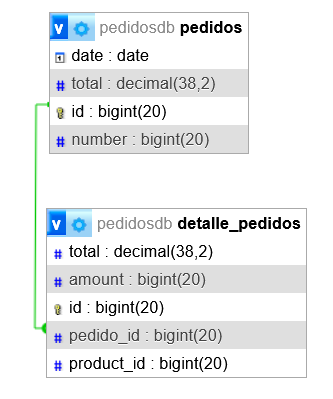 v pedidosdb pedidos
date : date
# total : decimal(38,2)
id : bigint(20)
# number : bigint(20)
v pedidosdb detalle_pedidos
# total : decimal(38,2)
# amount : bigint(20)
id : bigint(20)
# pedido_id : bigint(20)
# product_id : bigint(20)